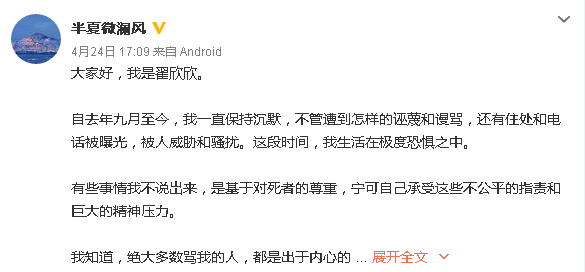 半夏微澜风
4月24日 17:09 来自 Android
大家好，我是翟欣欣。
自去年九月至今，我一直保持沉默，不管遭到怎样的诬蔑和谩骂，还有住处和电
话被曝光，被人威胁和骚扰。这段时间，我生活在极度恐惧之中。
有些事情我不说出来，是基于对死者的尊重，宁可自己承受这些不公平的指责和
巨大的精神压力。
我知道，绝大多数骂我的人，都是出于内心的 ... 展开全文